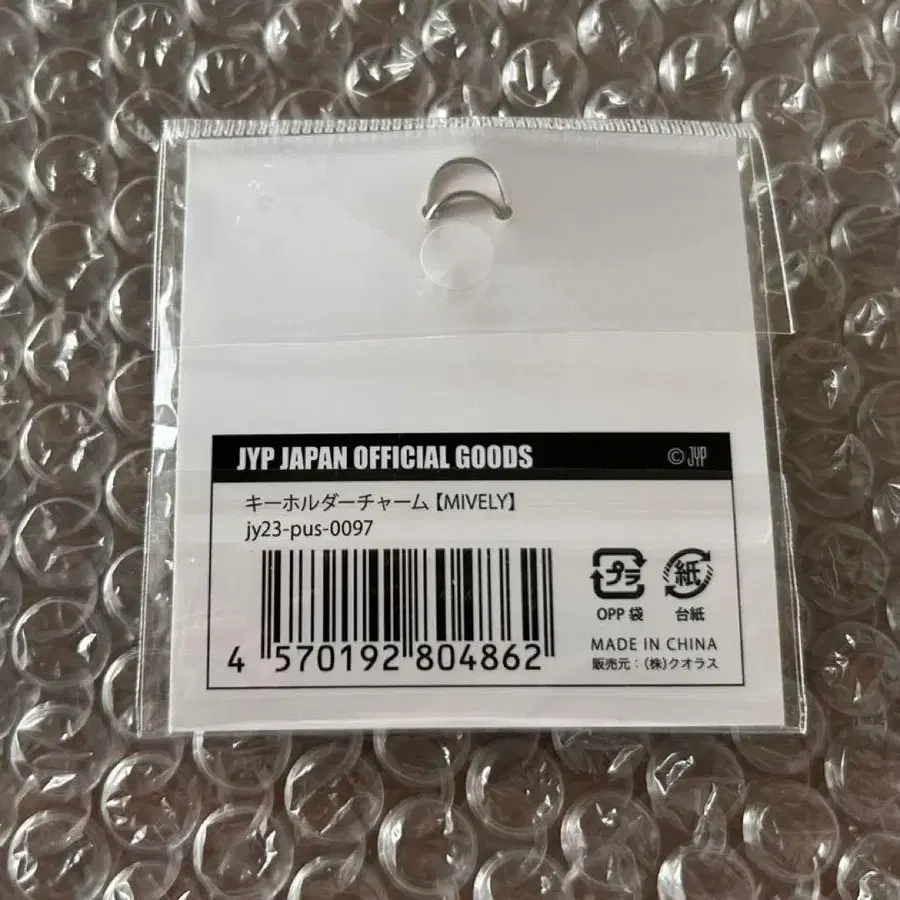 JYP JAPAN OFFICIAL GOODS © JYP
キーホルダーチャーム【MIVELY】
jy23-pus-0097
プラ 紙
OPP 袋 台紙
4 570192 804862
MADE IN CHINA
販売元：（株）クオラス